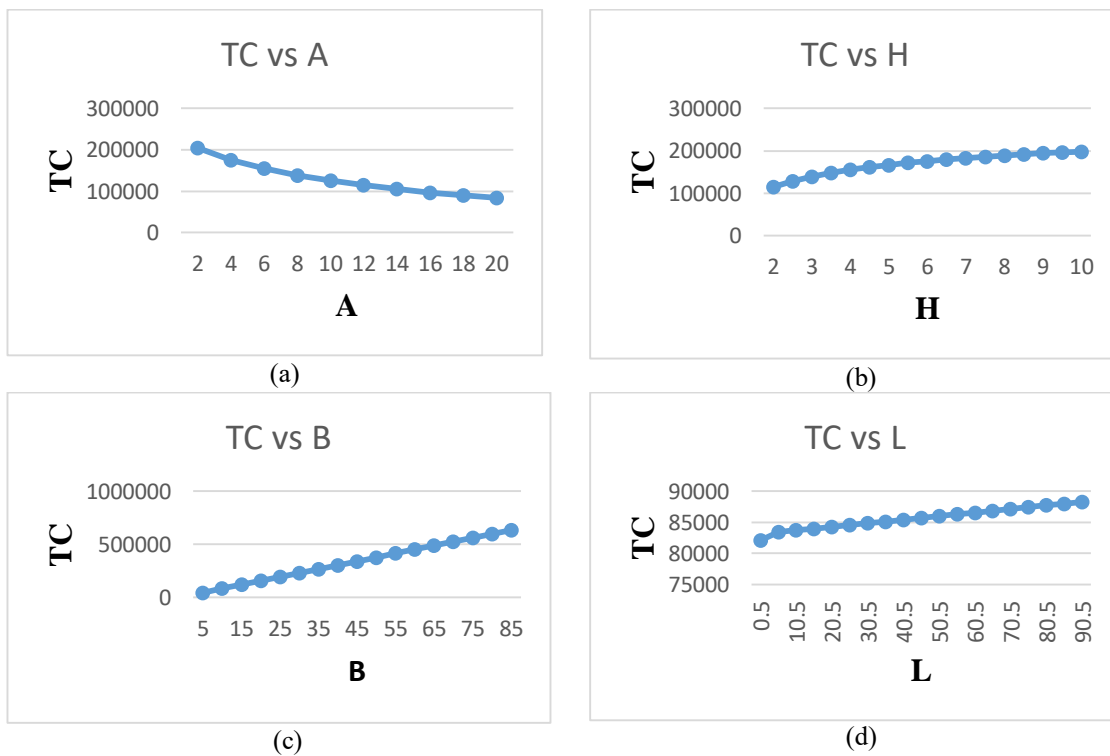 TC vs A
300000
200000
100000
0
TC
2 4 6 8 10 12 14 16 18 20
A
(a)
TC vs H
300000
200000
100000
0
TC
2 3 4 5 6 7 8 9 10
H
(b)
TC vs B
1000000
500000
0
TC
5 15 25 35 45 55 65 75 85
B
(c)
TC vs L
90000
85000
80000
75000
TC
0.5 10.5 20.5 30.5 40.5 50.5 60.5 70.5 80.5 90.5
L
(d)